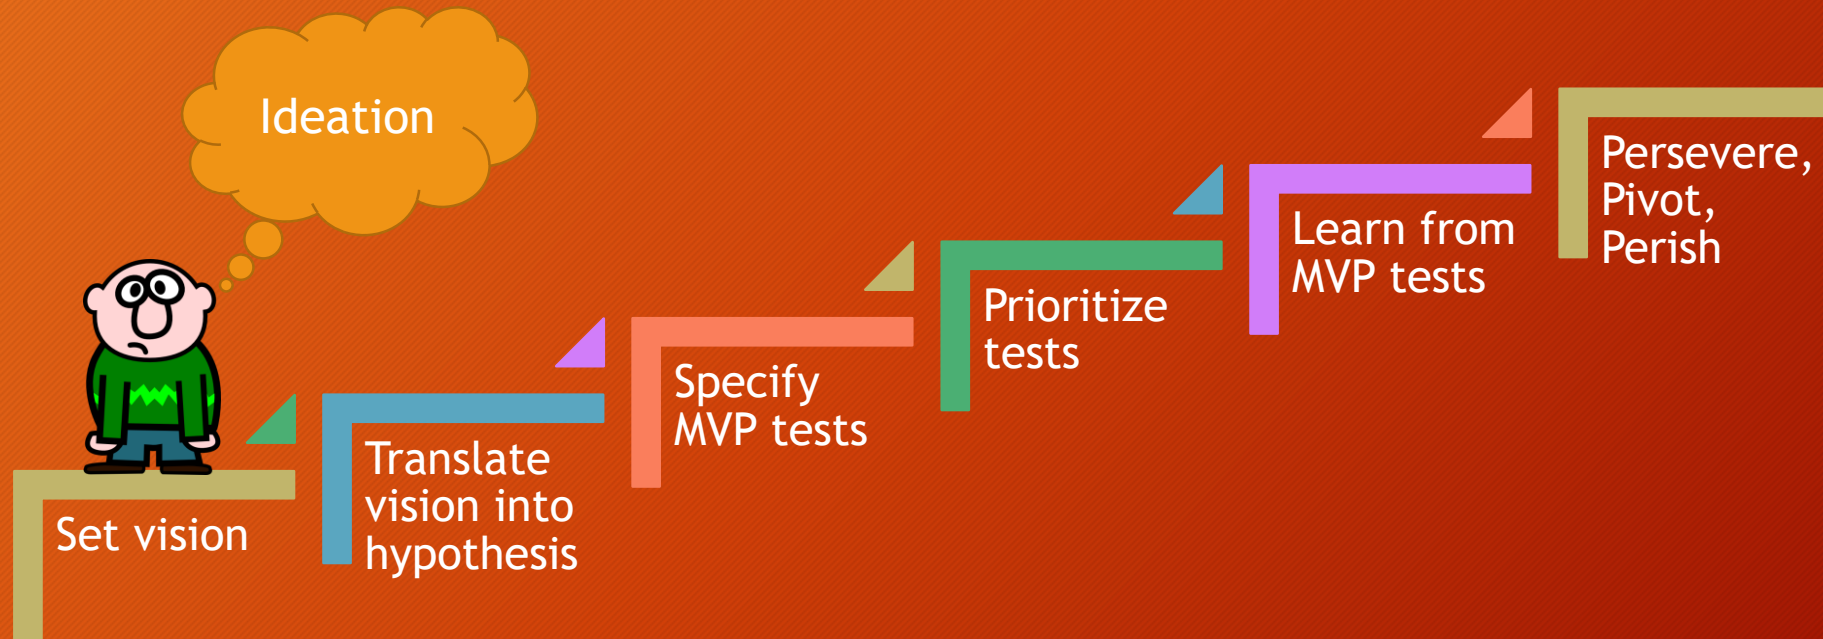 Ideation
Set vision
Translate
vision into
hypothesis
Specify
MVP tests
Prioritize
tests
Learn from
MVP tests
Persevere,
Pivot,
Perish